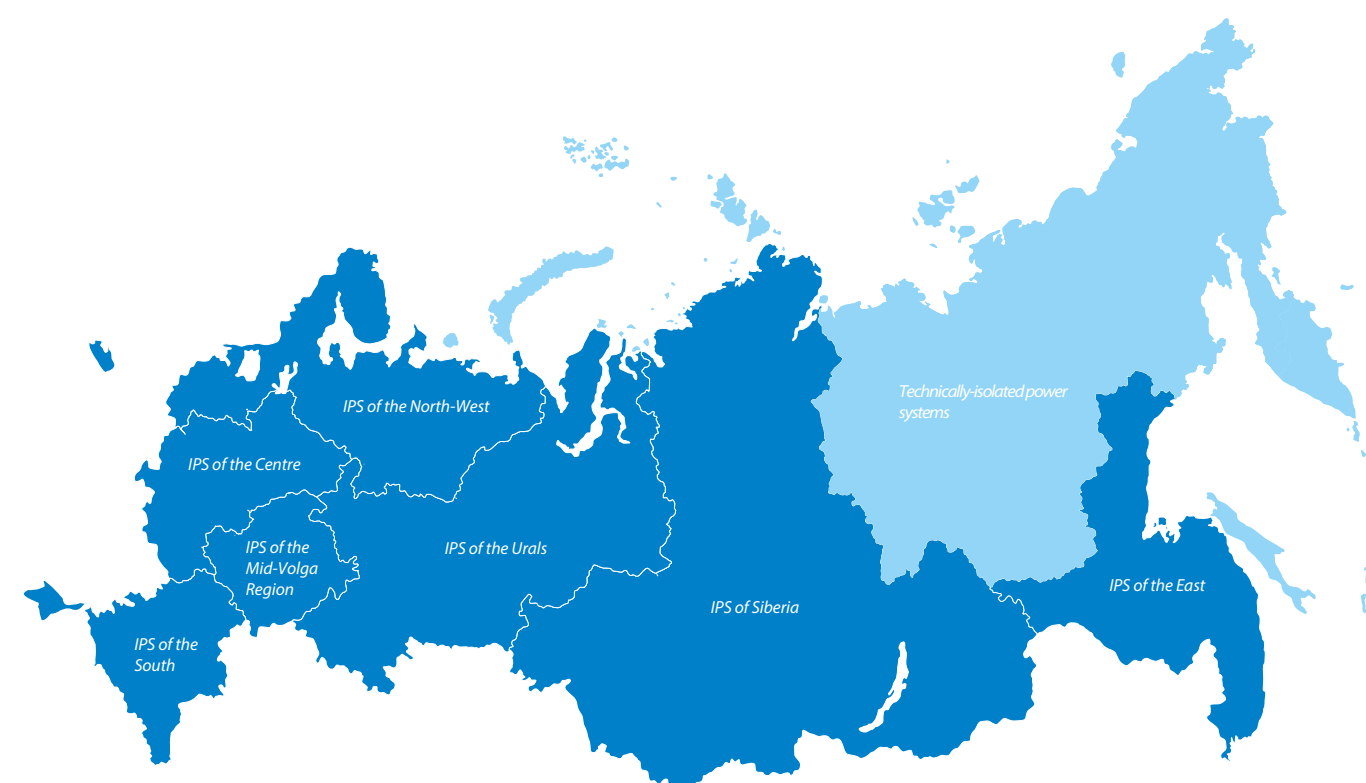 Technically-isolated power
systems
IPS of the North-West
IPS of the Centre
IPS of the Urals
IPS of the
Mid-Volga
Region
IPS of Siberia
IPS of the East
IPS of the
South